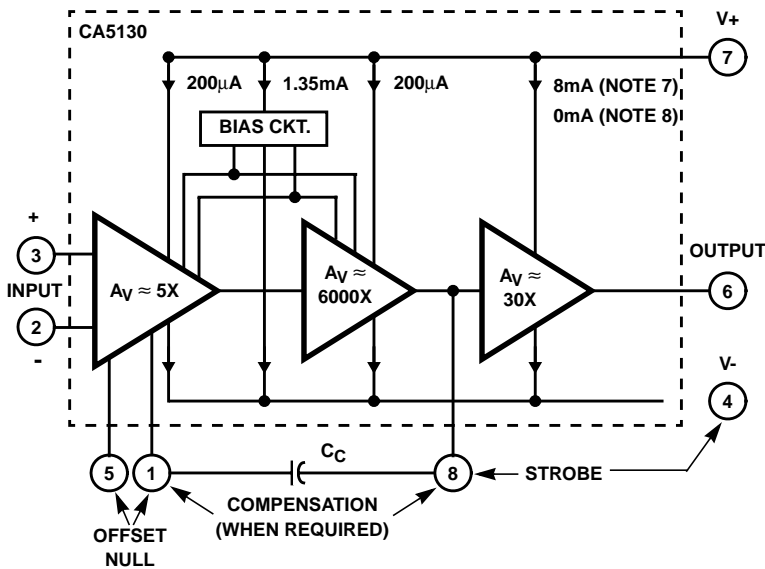 CA5130
V+
7
200μA
1.35mA
200μA
8mA (NOTE 7)
0mA (NOTE 8)
BIAS CKT.
+
3
INPUT
2
-
AV ≈ 5X
AV ≈
6000X
AV ≈
30X
OUTPUT
6
V-
4
5
1
CC
8
STROBE
COMPENSATION
(WHEN REQUIRED)
OFFSET
NULL